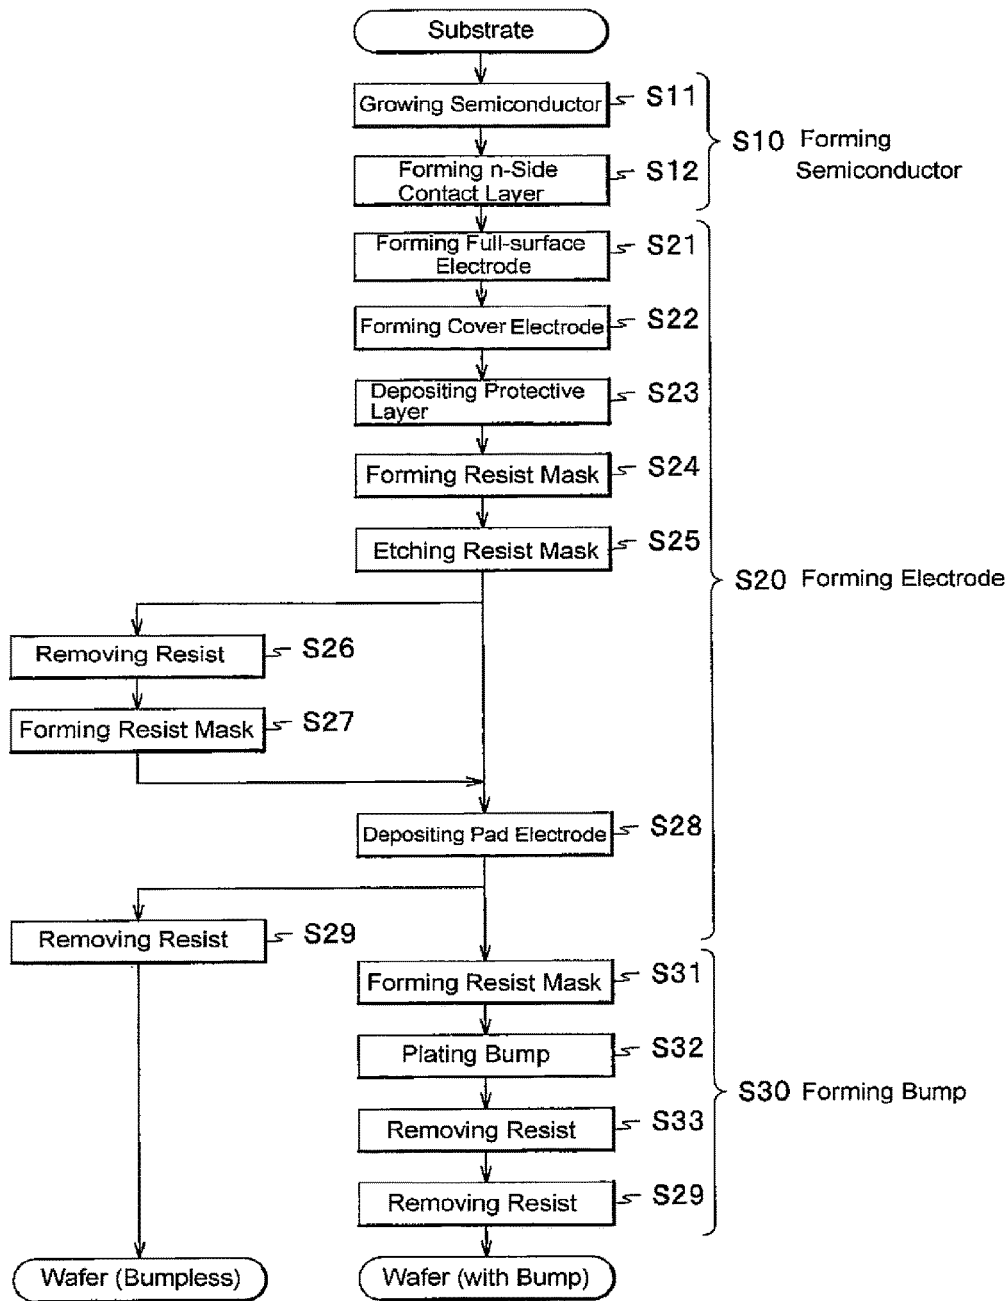 Substrate
Growing Semiconductor S11
S10 Forming
Semiconductor
Forming n-Side
Contact Layer
S12
Forming Full-surface
Electrode
S21
Forming Cover Electrode S22
Depositing Protective
Layer
S23
Forming Resist Mask S24
Etching Resist Mask S25
S20 Forming Electrode
Removing Resist S26
Forming Resist Mask S27
Depositing Pad Electrode S28
Removing Resist S29
Forming Resist Mask S31
Plating Bump S32
S30 Forming Bump
Removing Resist S33
Removing Resist S29
Wafer (Bumpless)
Wafer (with Bump)